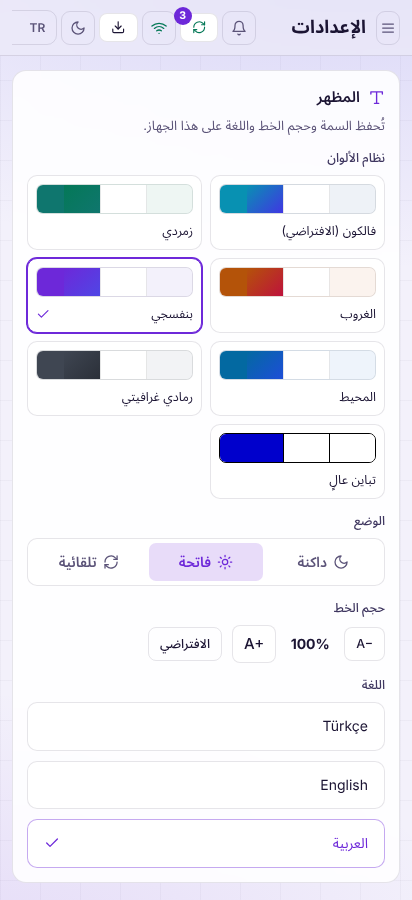 الإعدادات
3
TR
المظهر
تُحفظ السمة وحجم الخط واللغة على هذا الجهاز.
نظام الألوان
فالكون (الافتراضي)
زمردي
الغروب
بنفسجي
المحيط
رمادي غرافيتي
تباين عالٍ
الوضع
داكنة
فاتحة
تلقائية
حجم الخط
A−
100%
A+
الافتراضي
اللغة
Türkçe
English
العربية